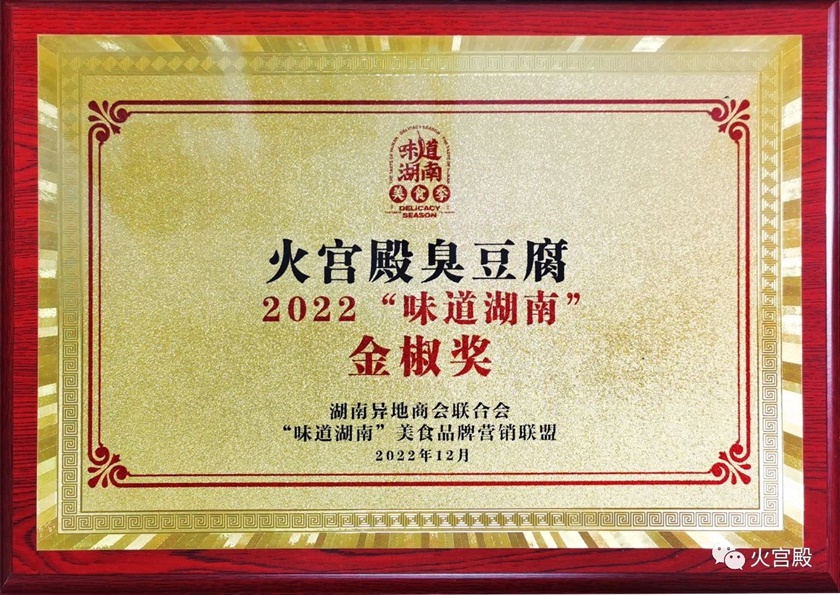 味道
湖南
美食季
DELICACY
SEASON
火宫殿臭豆腐
2022“味道湖南”
金椒奖
湖南异地商会联合会
“味道湖南”美食品牌营销联盟
2022年12月
火宫殿